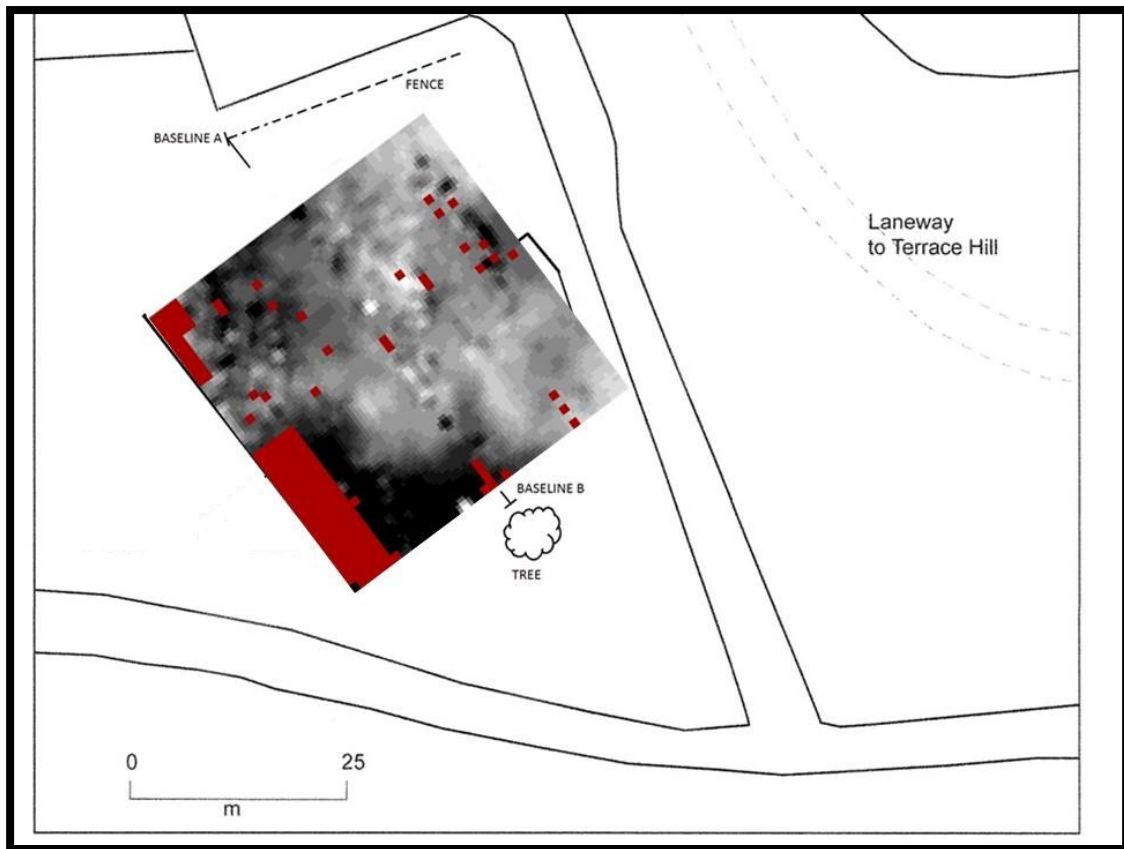 FENCE
BASELINE A
Laneway
to Terrace Hill
BASELINE B
TREE
0 25
m